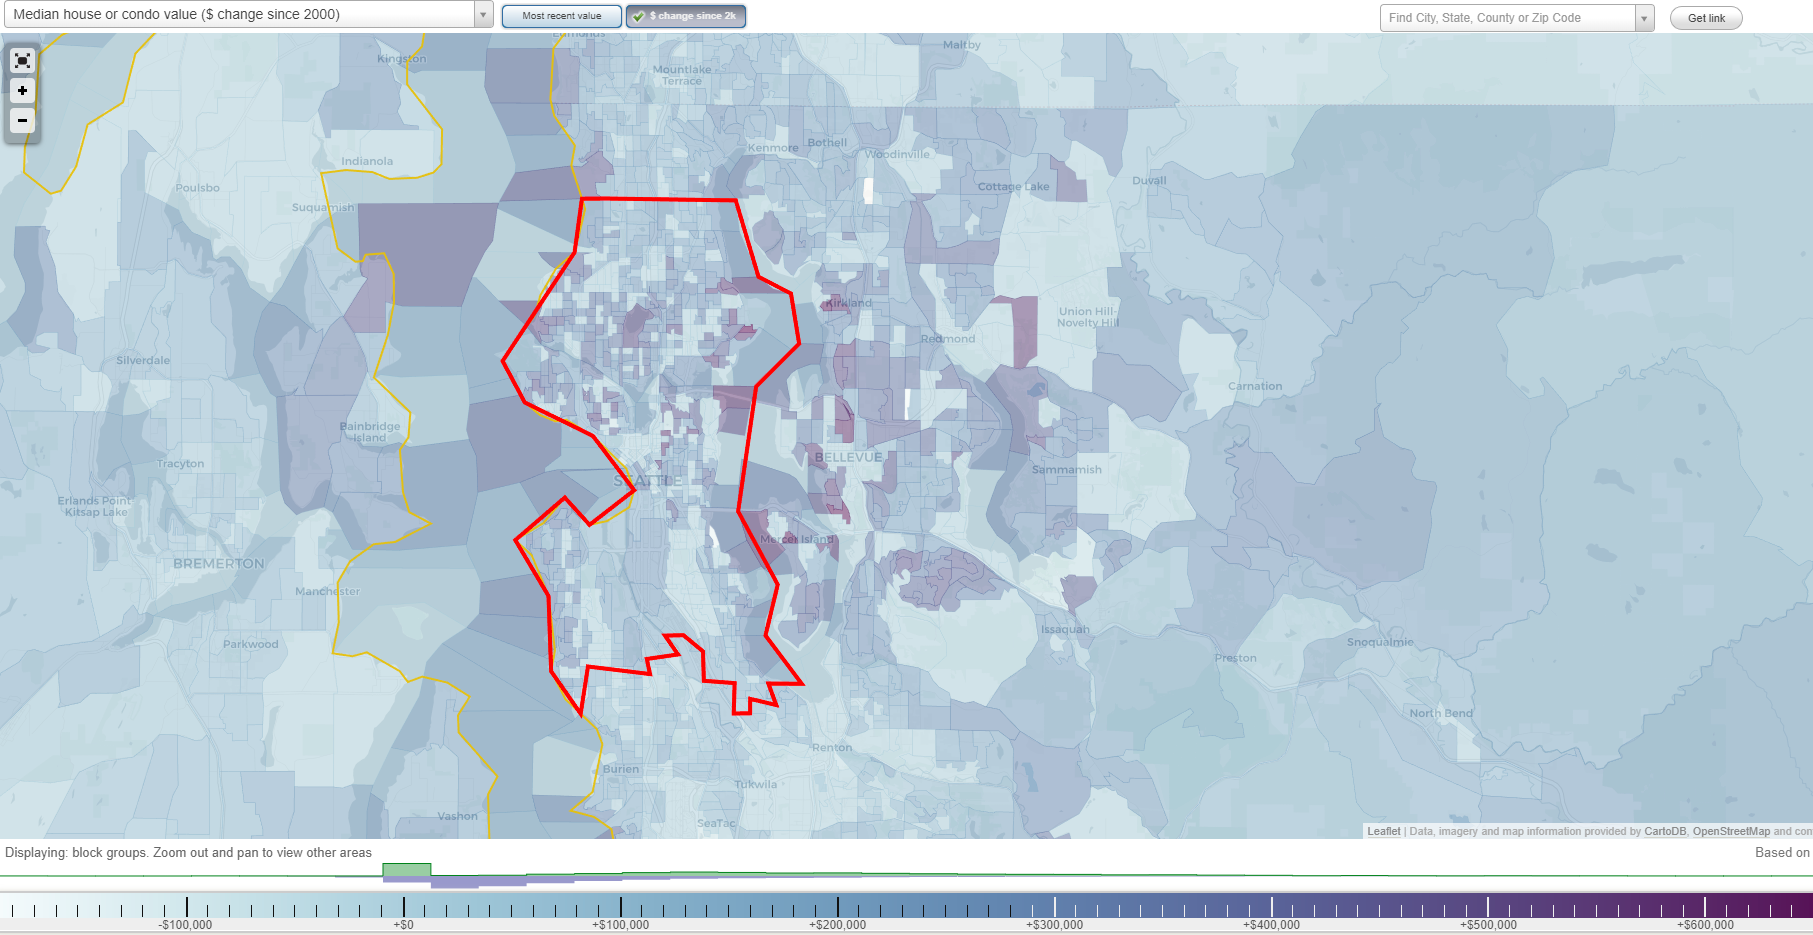 Median house or condo value ($ change since 2000)
Most recent value
$ change since 2k
Find City, State, County or Zip Code
Get link
Edmonds
Maltby
Kingston
Mountlake
Terrace
Kenmore
Bothell
Woodinville
Indianola
Poulsbo
Cottage Lake
Duvall
Suquamish
Kirkland
Union Hill-
Novelty Hill
Redmond
Silverdale
Carnation
Bainbridge
Island
Tracyton
BELLEVUE
Sammamish
SEATTLE
Erlands Point-
Kitsap Lake
Mercer Island
BREMERTON
Manchester
Issaquah
Parkwood
Snoqualmie
Preston
North Bend
Renton
Burien
Tukwila
Vashon
SeaTac
Leaflet | Data, imagery and map information provided by CartoDB, OpenStreetMap and con
Displaying: block groups. Zoom out and pan to view other areas
Based on
-$100,000 +$0 +$100,000 +$200,000 +$300,000 +$400,000 +$500,000 +$600,000